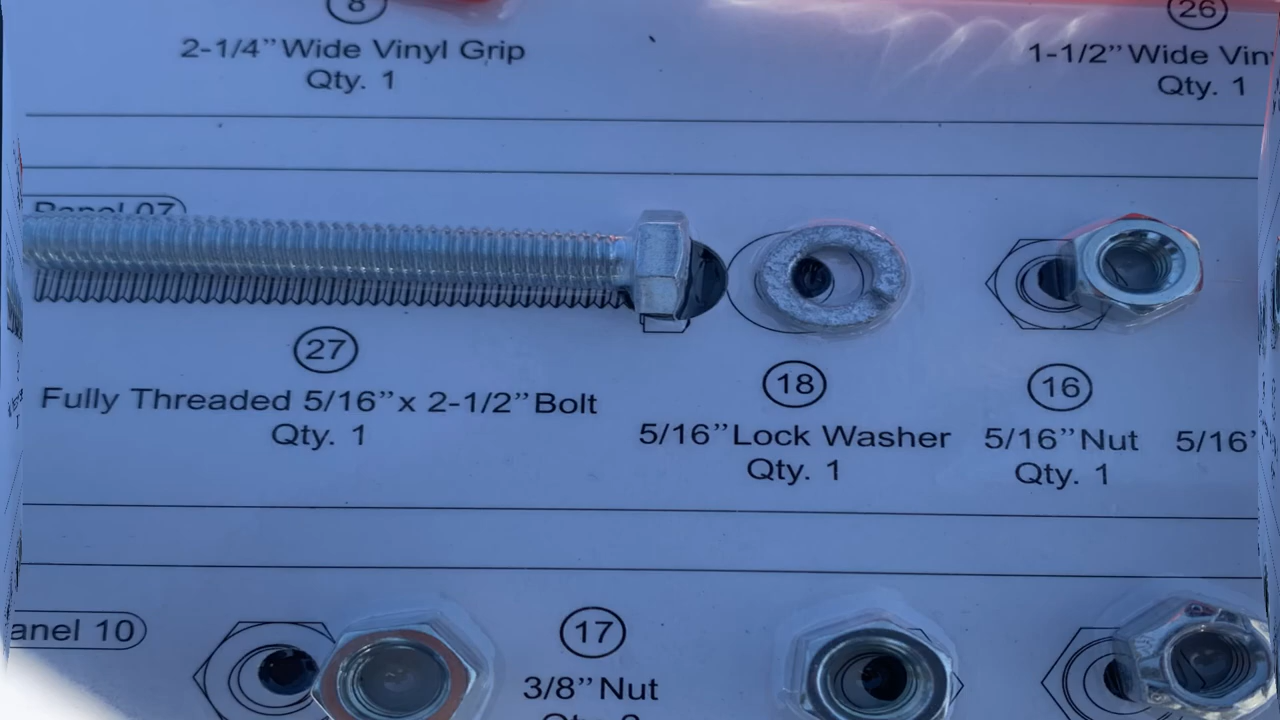 8
2-1/4” Wide Vinyl Grip
Qty. 1
26
1-1/2” Wide
Qty. 1
Panel 07
27
Fully Threaded 5/16” x 2-1/2” Bolt
Qty. 1
18
5/16” Lock Washer
Qty. 1
16
5/16” Nut
Qty. 1
5/16”
anel 10
17
3/8” Nut